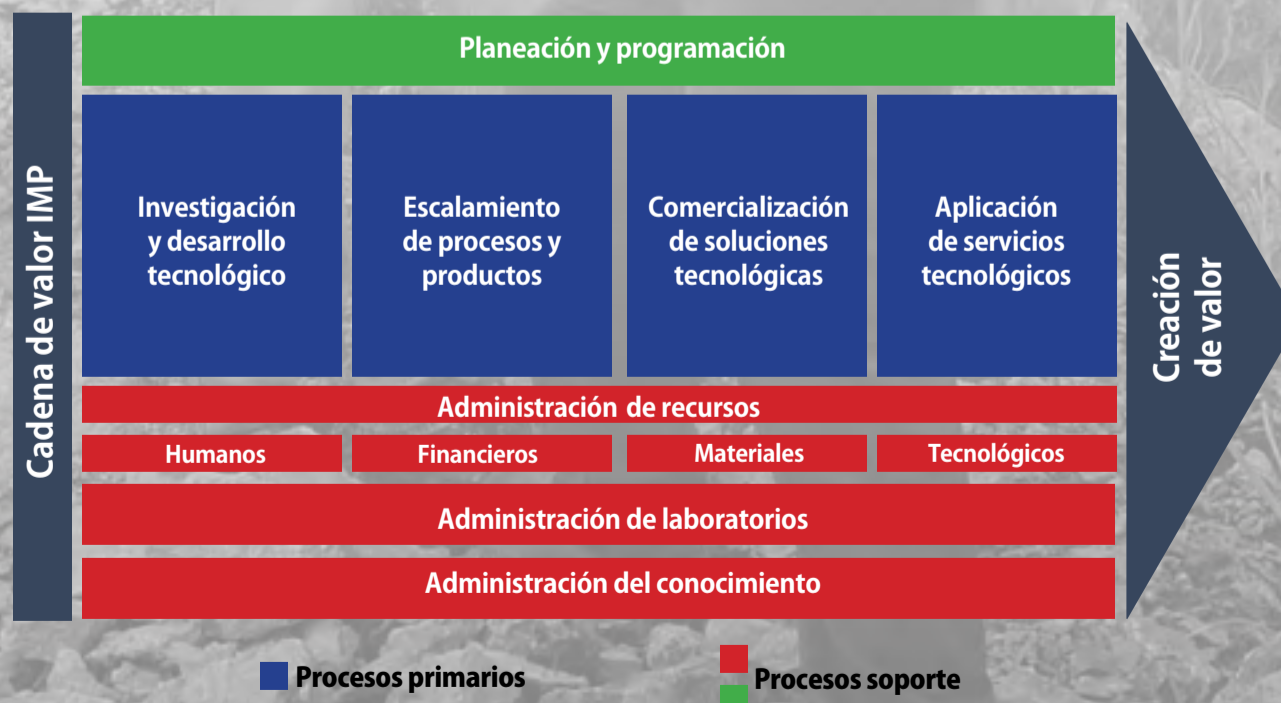 Cadena de valor IMP
Planeación y programación
Investigación
y desarrollo
tecnológico
Escalamiento
de procesos y
productos
Comercialización
de soluciones
tecnológicas
Aplicación
de servicios
tecnológicos
Administración de recursos
Humanos
Financieros
Materiales
Tecnológicos
Administración de laboratorios
Administración del conocimiento
Creación
de valor
Procesos primarios
Procesos soporte